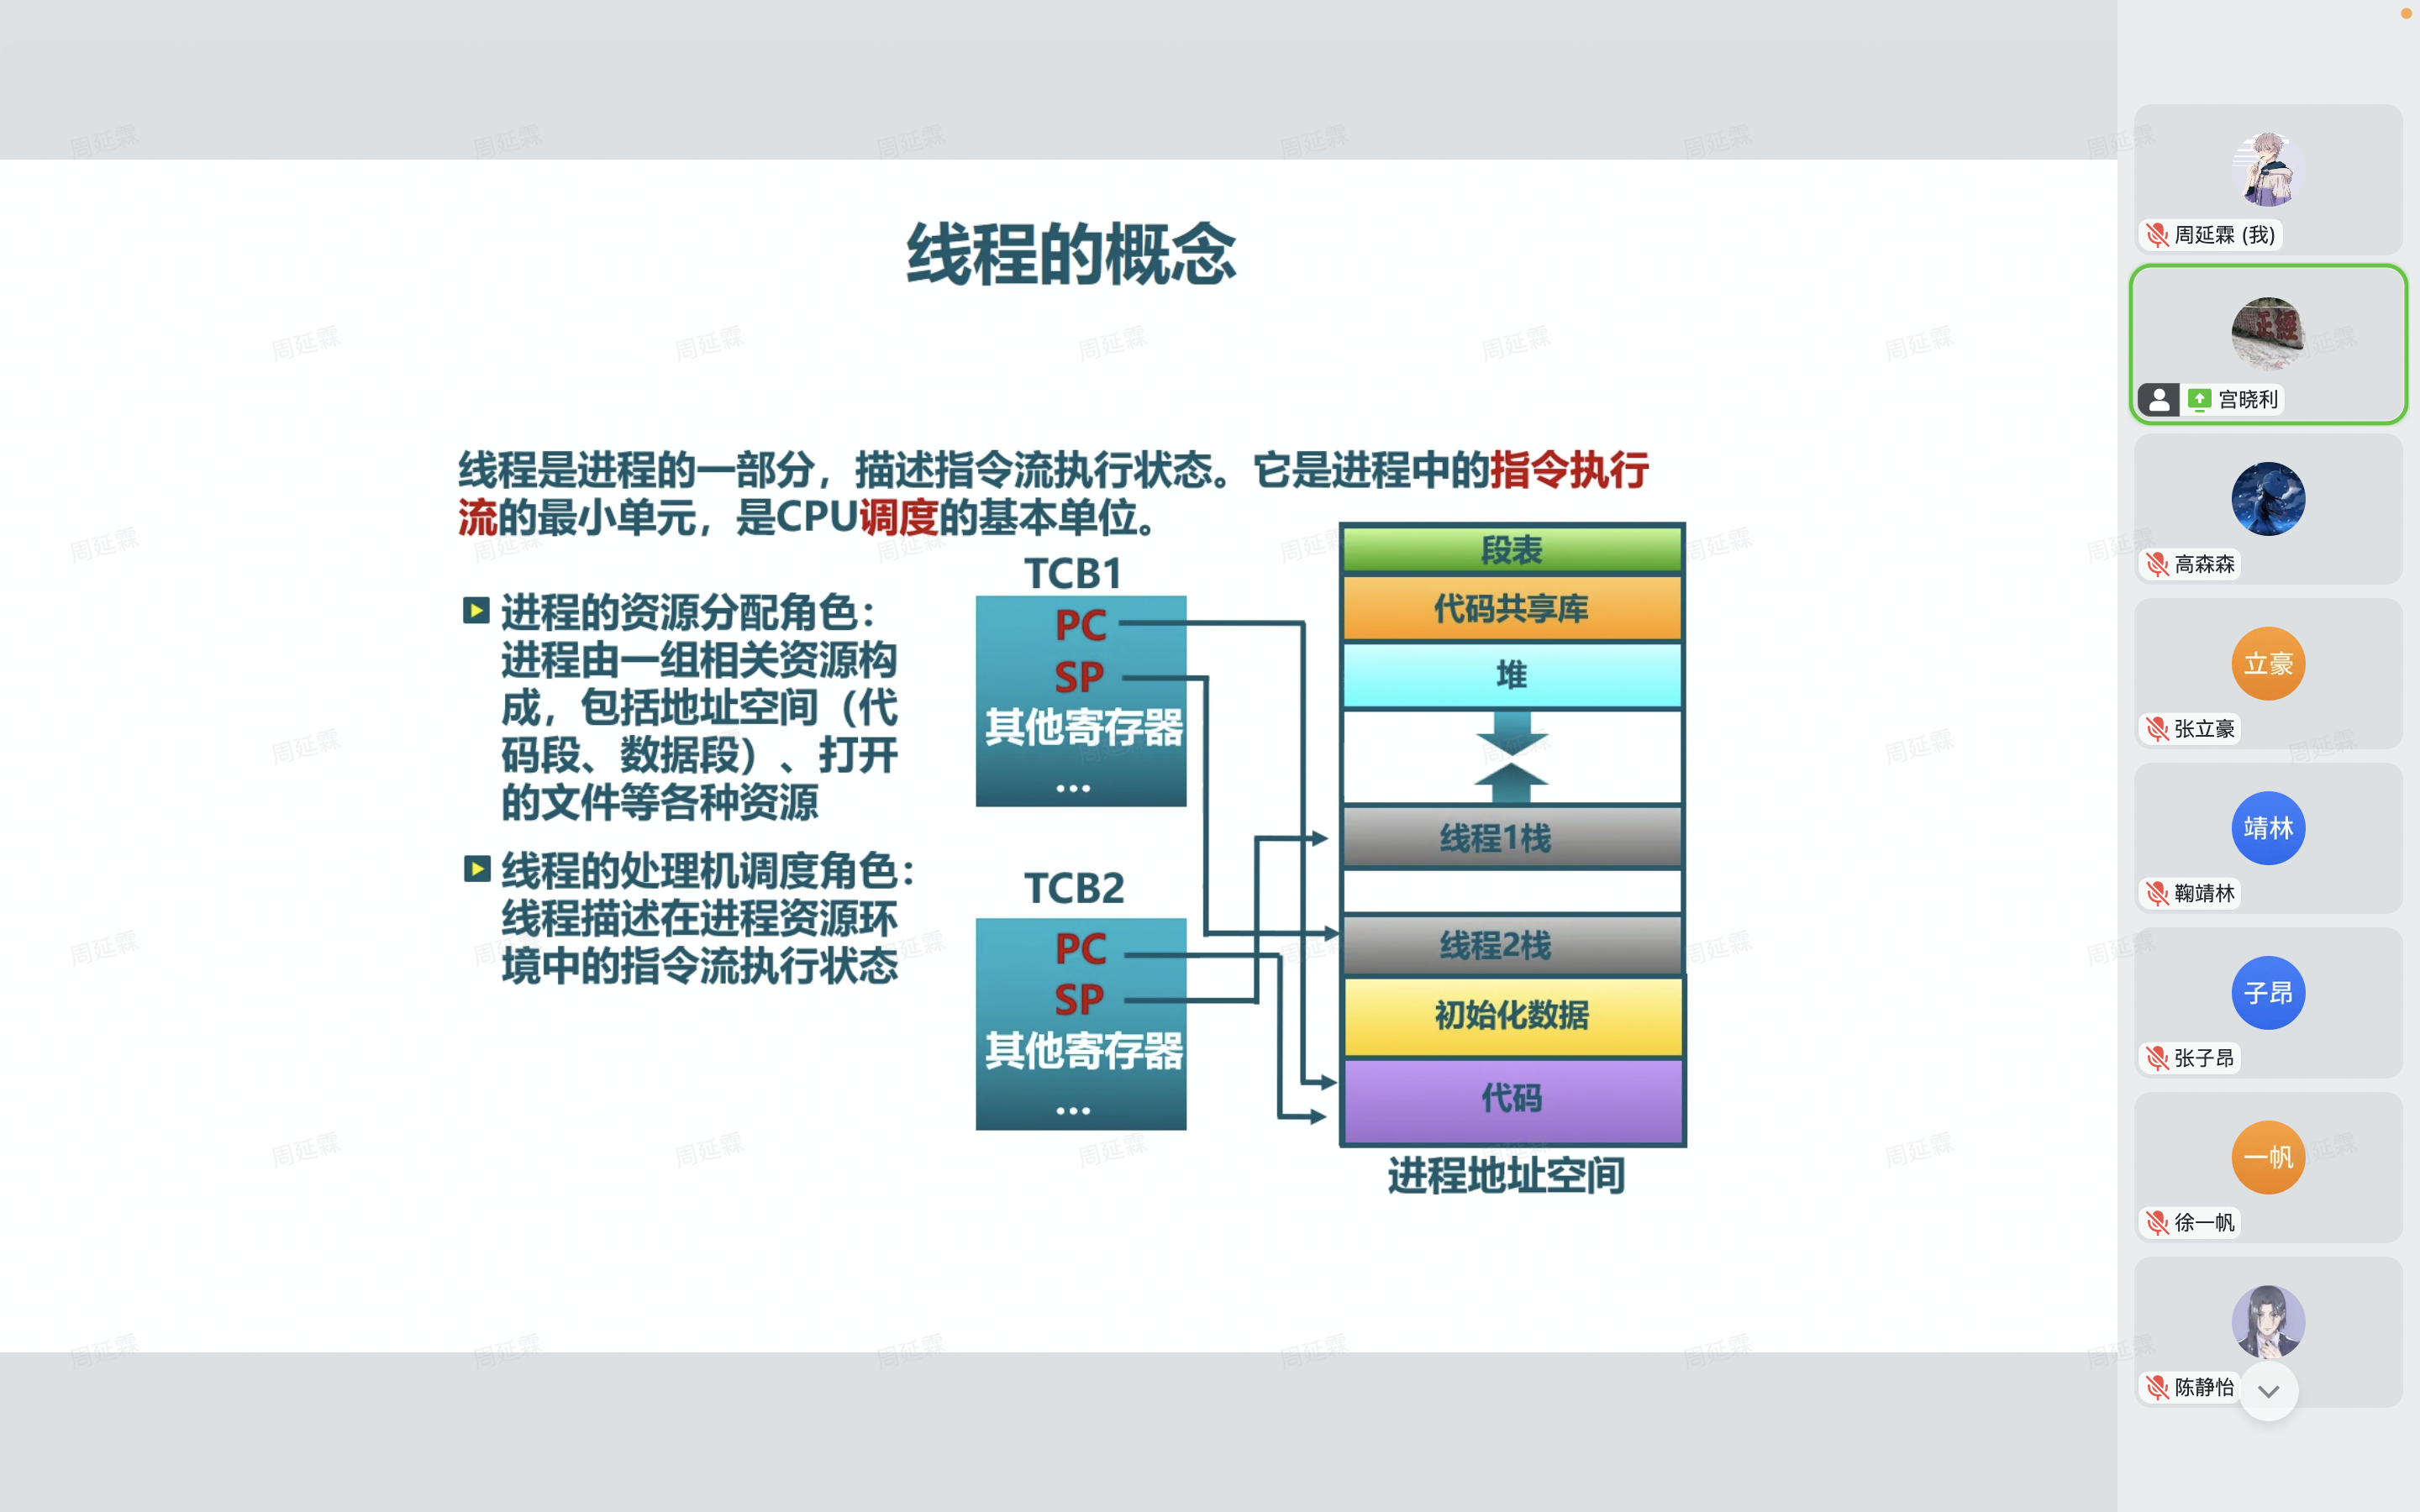 线程的概念
线程是进程的一部分，描述指令流执行状态。它是进程中的指令执行
流的最小单元，是CPU调度的基本单位。
进程的资源分配角色：
进程由一组相关资源构
成，包括地址空间（代
码段、数据段）、打开
的文件等各种资源
线程的处理机调度角色：
线程描述在进程资源环
境中的指令流执行状态
TCB1
PC
SP
其他寄存器
...
TCB2
PC
SP
其他寄存器
...
段表
代码共享库
堆
线程1栈
线程2栈
初始化数据
代码
进程地址空间
周延霖 (我)
宫晓利
高森森
立豪
张立豪
靖林
鞠靖林
子昂
张子昂
一帆
徐一帆
陈静怡
周延霖